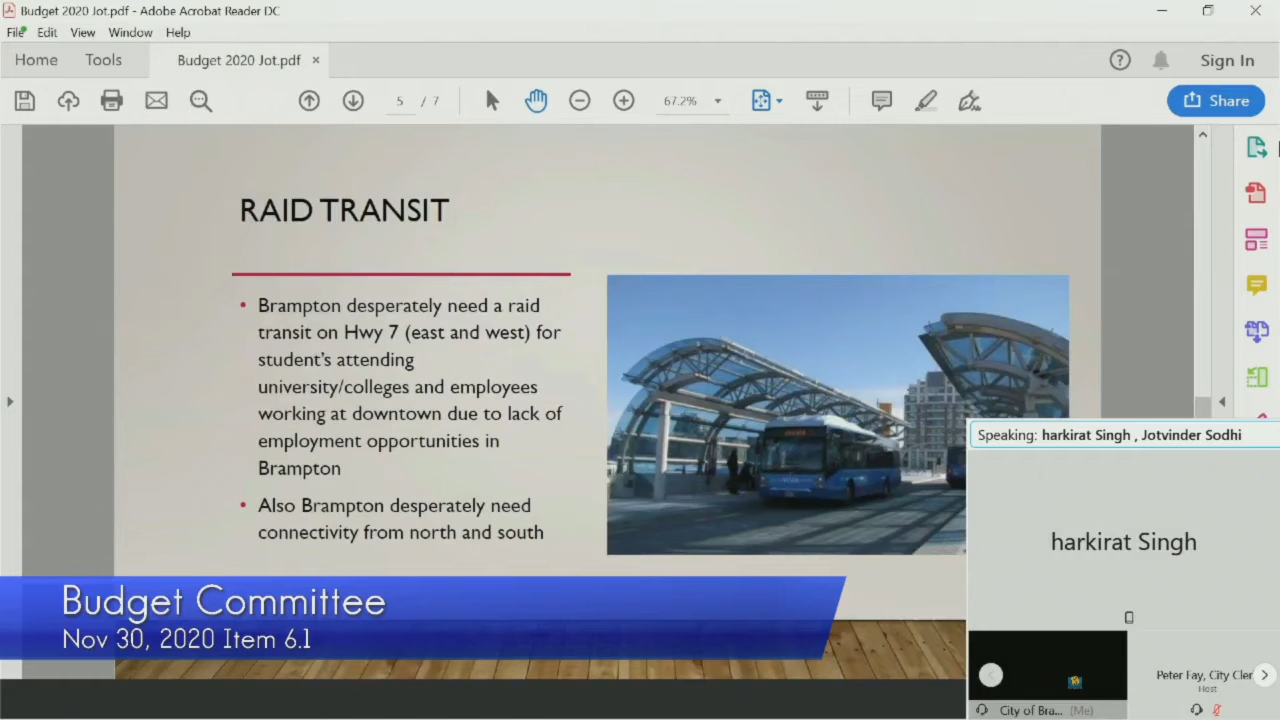 Budget 2020 Jot.pdf - Adobe Acrobat Reader DC
File Edit View Window Help
Home Tools Budget 2020 Jot.pdf × Sign In
5 / 7 67.2% Share
RAID TRANSIT
• Brampton desperately need a raid
transit on Hwy 7 (east and west) for
student's attending
university/colleges and employees
working at downtown due to lack of
employment opportunities in
Brampton
• Also Brampton desperately need
connectivity from north and south
Speaking: harkirat Singh , Jotvinder Sodhi
harkirat Singh
Peter Fay, City Cler
Host
City of Bra... (Me)
Budget Committee
Nov 30, 2020 Item 6.1